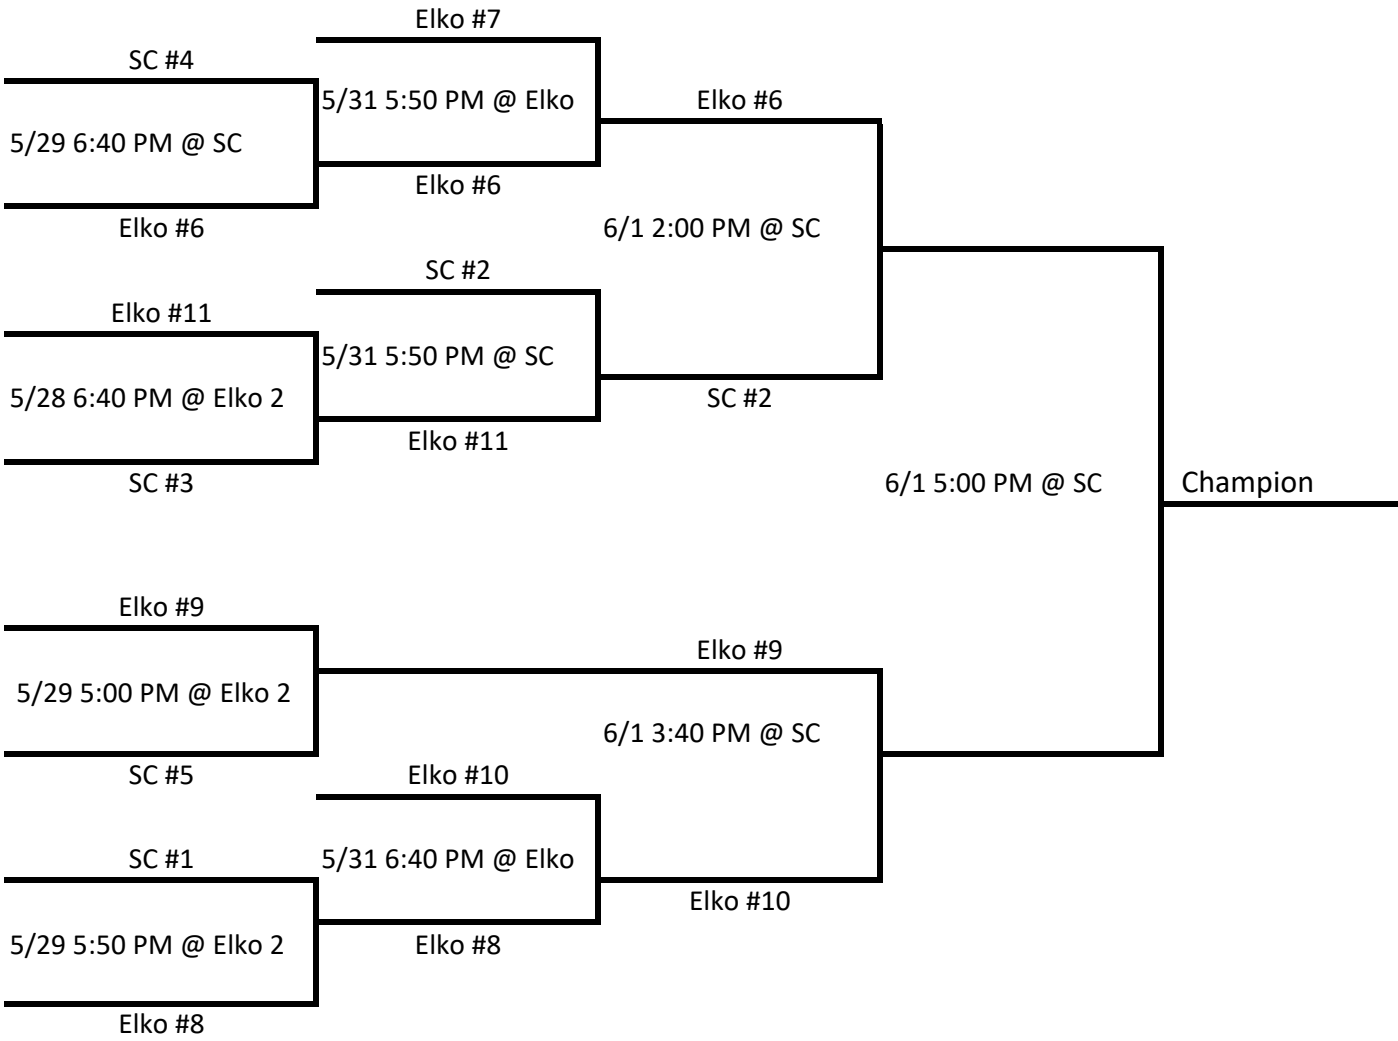 Elko #7
SC #4
5/31 5:50 PM @ Elko
Elko #6
5/29 6:40 PM @ SC
Elko #6
Elko #6
6/1 2:00 PM @ SC
SC #2
Elko #11
5/31 5:50 PM @ SC
5/28 6:40 PM @ Elko 2
SC #2
Elko #11
SC #3
6/1 5:00 PM @ SC
Champion
Elko #9
Elko #9
5/29 5:00 PM @ Elko 2
6/1 3:40 PM @ SC
SC #5
Elko #10
SC #1
5/31 6:40 PM @ Elko
Elko #10
5/29 5:50 PM @ Elko 2
Elko #8
Elko #8